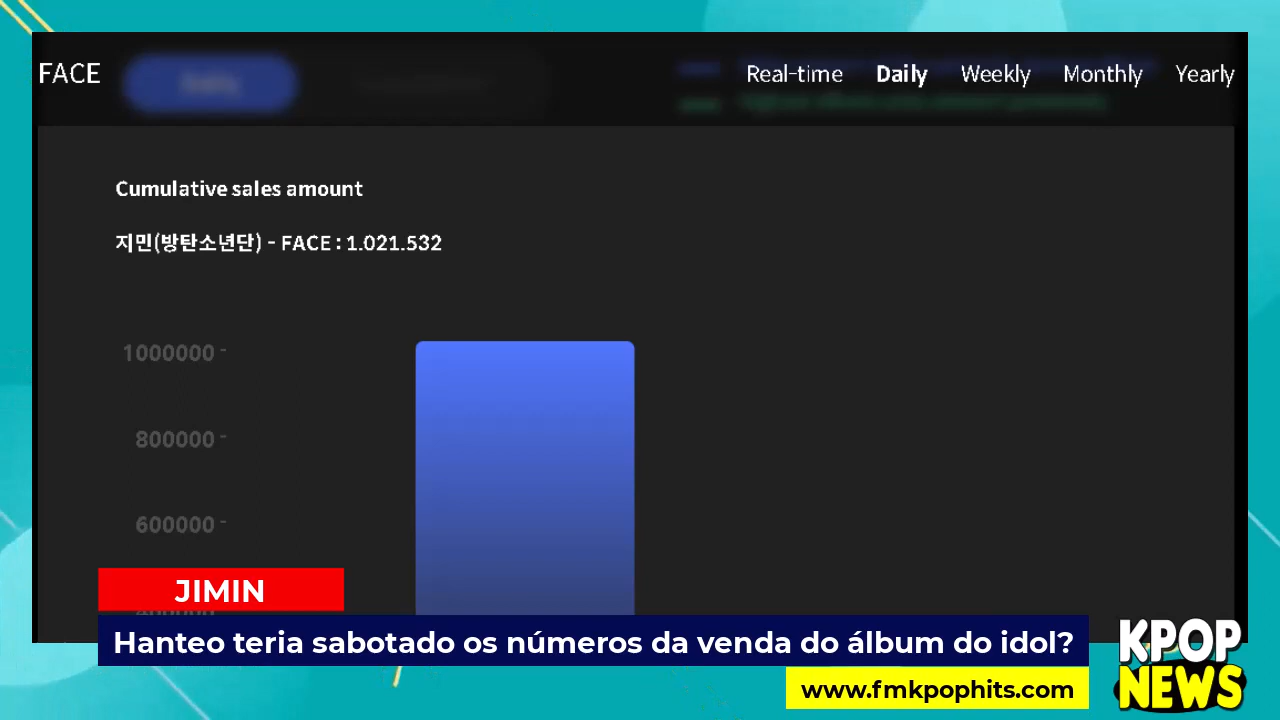 FACE
Real-time Daily Weekly Monthly Yearly
Cumulative sales amount
지민(방탄소년단) - FACE : 1.021.532
1000000
800000
600000
JIMIN
Hanteo teria sabotado os números da venda do álbum do idol?
www.fmkpophits.com
KPOP
NEWS